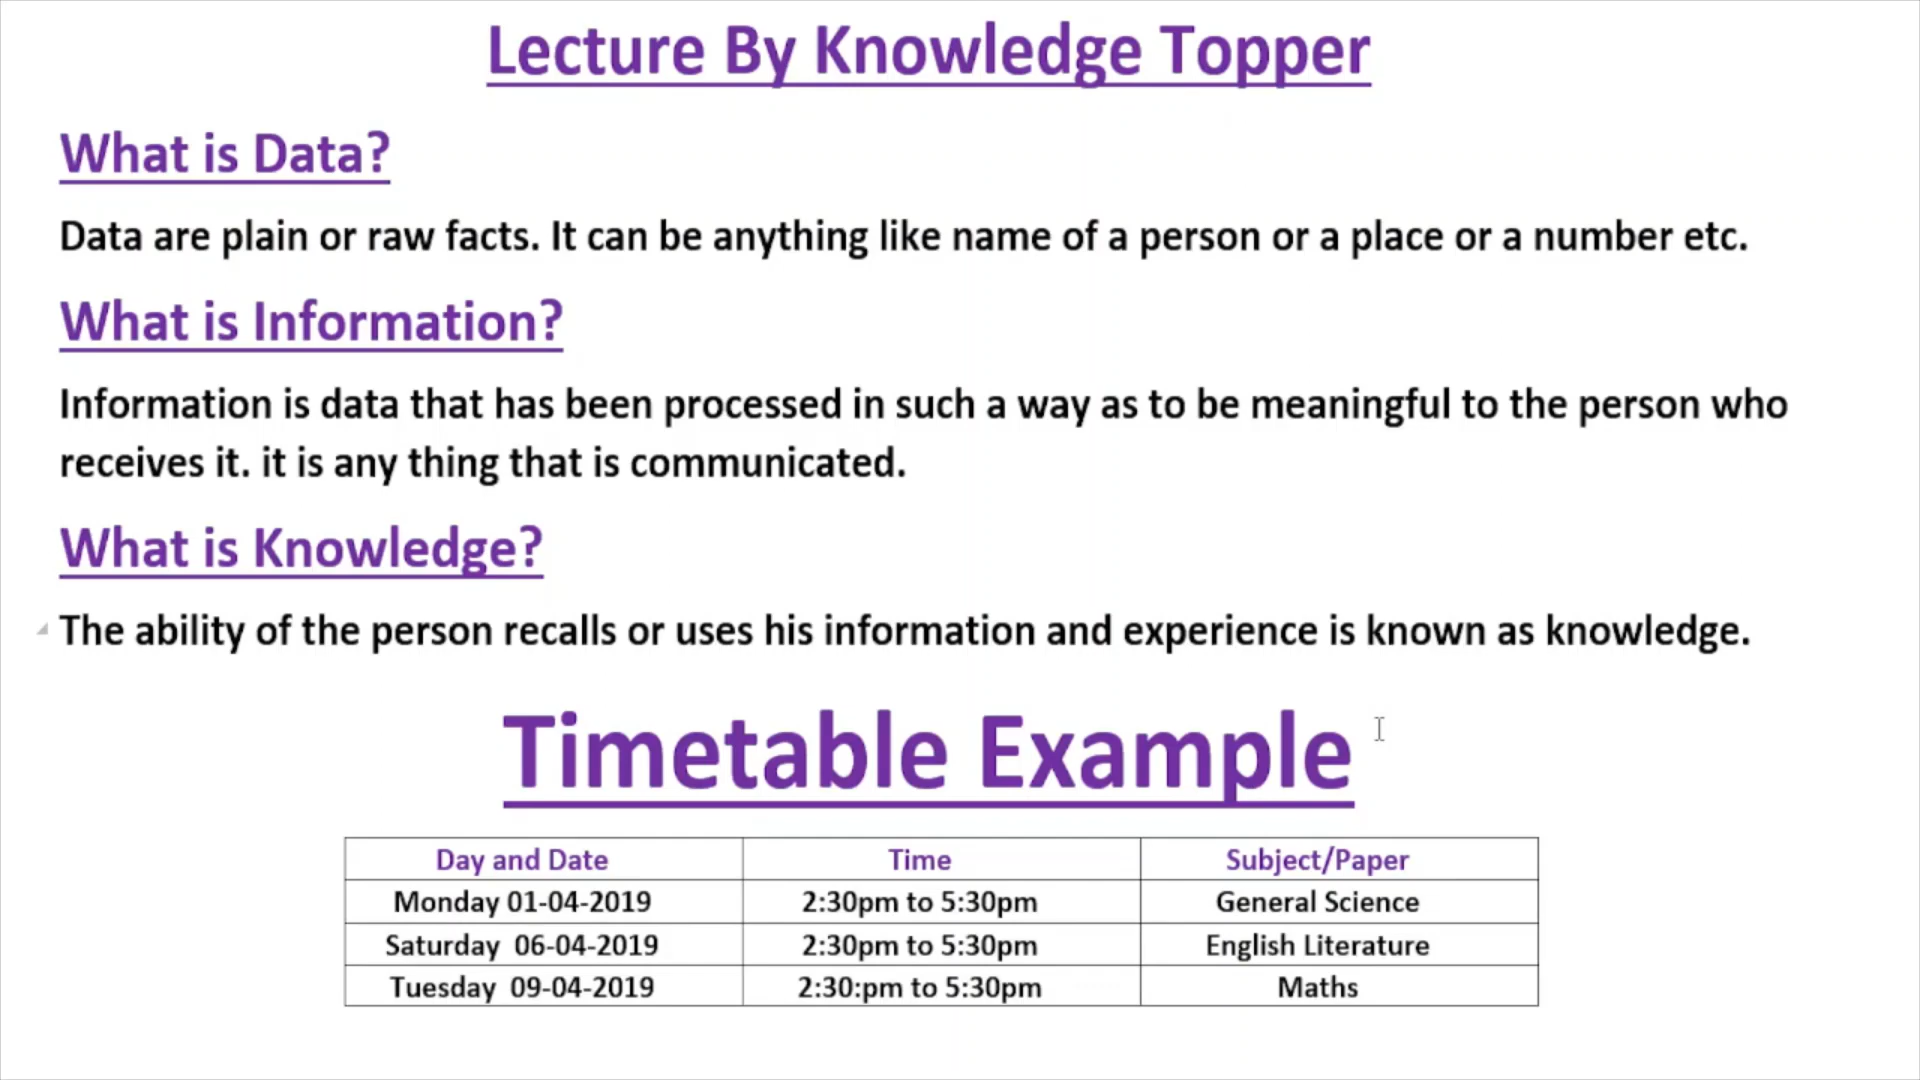 Lecture By Knowledge Topper
What is Data?
Data are plain or raw facts. It can be anything like name of a person or a place or a number etc.
What is Information?
Information is data that has been processed in such a way as to be meaningful to the person who
receives it. it is any thing that is communicated.
What is Knowledge?
The ability of the person recalls or uses his information and experience is known as knowledge.
Timetable Example
Day and Date Time Subject/Paper
Monday 01-04-2019 2:30pm to 5:30pm General Science
Saturday 06-04-2019 2:30pm to 5:30pm English Literature
Tuesday 09-04-2019 2:30:pm to 5:30pm Maths